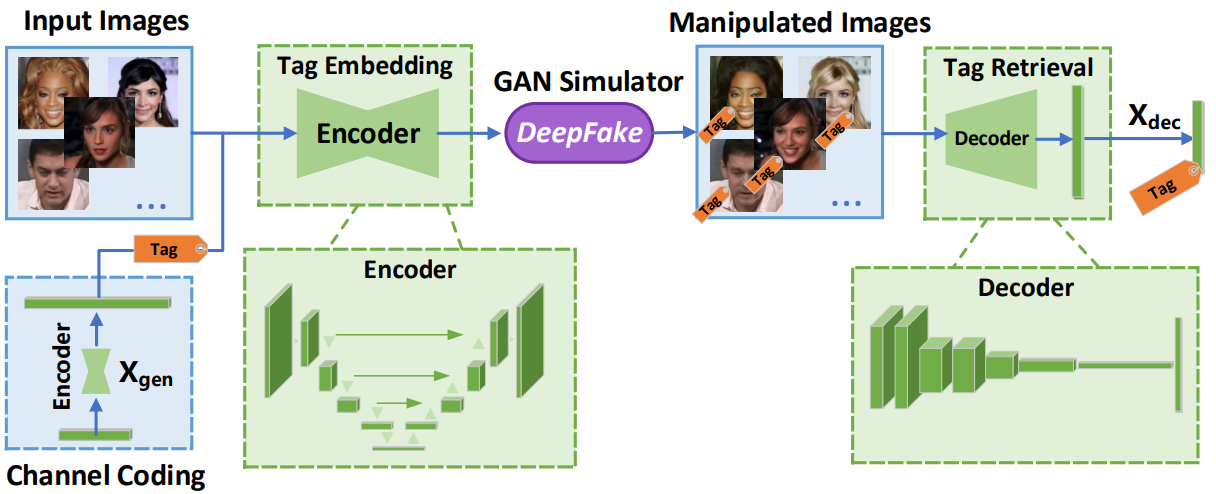 Input Images
Tag Embedding
Encoder
GAN Simulator
DeepFake
Manipulated Images
Tag
Tag
Tag
Tag
Tag Retrieval
Decoder
Xdec
Tag
Tag
Encoder
Xgen
Channel Coding
Encoder
Decoder